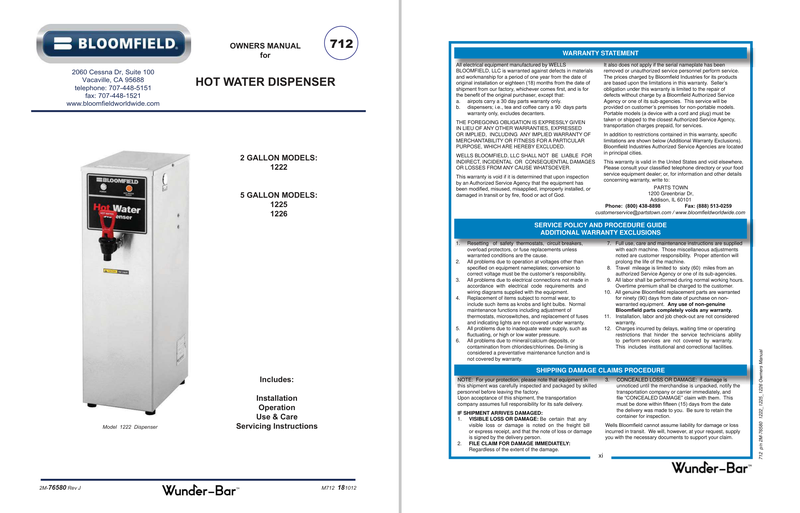 BLOOMFIELD.
2060 Cessna Dr, Suite 100
Vacaville, CA 95688
telephone: 707-448-5151
fax: 707-448-1521
www.bloomfieldworldwide.com
OWNERS MANUAL
for
712
HOT WATER DISPENSER
2 GALLON MODELS:
1222
5 GALLON MODELS:
1225
1226
BLOOMFIELD
Hot Water
Dispenser
Model 1222 Dispenser
Includes:
Installation
Operation
Use & Care
Servicing Instructions
2M-76580 Rev J
Wunder-Bar™
M712 181012
WARRANTY STATEMENT
All electrical equipment manufactured by WELLS
BLOOMFIELD, LLC is warranted against defects in materials
and workmanship for a period of one year from the date of
original installation or eighteen (18) months from the date of
shipment from our factory, whichever comes first, and is for
the benefit of the original purchaser, except that:
a. airpots carry a 30 day parts warranty only.
b. dispensers; i.e., tea and coffee carry a 90 days parts
warranty only, excludes decanters.
THE FOREGOING OBLIGATION IS EXPRESSLY GIVEN
IN LIEU OF ANY OTHER WARRANTIES, EXPRESSED
OR IMPLIED, INCLUDING ANY IMPLIED WARRANTY OF
MERCHANTABILITY OR FITNESS FOR A PARTICULAR
PURPOSE, WHICH ARE HEREBY EXCLUDED.
WELLS BLOOMFIELD, LLC SHALL NOT BE LIABLE FOR
INDIRECT, INCIDENTAL OR CONSEQUENTIAL DAMAGES
OR LOSSES FROM ANY CAUSE WHATSOEVER.
This warranty is void if it is determined that upon inspection
by an Authorized Service Agency that the equipment has
been modified, misused, misapplied, improperly installed, or
damaged in transit or by fire, flood or act of God.
It also does not apply if the serial nameplate has been
removed or unauthorized service personnel perform service.
The prices charged by Bloomfield Industries for its products
are based upon the limitations in this warranty. Seller's
obligation under this warranty is limited to the repair of
defects without charge by a Bloomfield Authorized Service
Agency or one of its sub-agencies. This service will be
provided on customer's premises for non-portable models.
Portable models (a device with a cord and plug) must be
taken or shipped to the closest Authorized Service Agency,
transportation charges prepaid, for services.
In addition to restrictions contained in this warranty, specific
limitations are shown below (Additional Warranty Exclusions).
Bloomfield Industries Authorized Service Agencies are located
in principal cities.
This warranty is valid in the United States and void elsewhere.
Please consult your classified telephone directory or your food
service equipment dealer, or, for information and other details
concerning warranty, write to:
PARTS TOWN
1200 Greenbriar Dr,
Addison, IL 60101
Phone: (800) 438-8898 Fax: (888) 513-6259
customerservice@partstown.com / www.bloomfieldworldwide.com
SERVICE POLICY AND PROCEDURE GUIDE
ADDITIONAL WARRANTY EXCLUSIONS
1. Resetting of safety thermostats, circuit breakers,
overload protectors, or fuse replacements unless
warranted conditions are the cause.
2. All problems due to operation at voltages other than
specified on equipment nameplates; conversion to
correct voltage must be the customer's responsibility.
3. All problems due to electrical connections not made in
accordance with electrical code requirements and
wiring diagrams supplied with the equipment.
4. Replacement of items subject to normal wear, to
include such items as knobs and light bulbs. Normal
maintenance functions including adjustment of
thermostats, microswitches, and replacement of fuses
and indicating lights are not covered under warranty.
5. All problems due to inadequate water supply, such as
fluctuating, or high or low water pressure.
6. All problems due to mineral/calcium deposits, or
contamination from chlorides/chlorines. De-liming is
considered a preventative maintenance function and is
not covered by warranty.
7. Full use, care and maintenance instructions are supplied
with each machine. Those miscellaneous adjustments
noted are customer responsibility. Proper attention will
prolong the life of the machine.
8. Travel mileage is limited to sixty (60) miles from an
authorized Service Agency or one of its sub-agencies.
9. All labor shall be performed during normal working hours.
Overtime premium shall be charged to the customer.
10. All genuine Bloomfield replacement parts are warranted
for ninety (90) days from date of purchase on non-
warranted equipment. Any use of non-genuine
Bloomfield parts completely voids any warranty.
11. Installation, labor and job check-out are not considered
warranty.
12. Charges incurred by delays, waiting time or operating
restrictions that hinder the service technicians ability
to perform services are not covered by warranty.
This includes institutional and correctional facilities.
SHIPPING DAMAGE CLAIMS PROCEDURE
NOTE: For your protection, please note that equipment in
this shipment was carefully inspected and packaged by skilled
personnel before leaving the factory.
Upon acceptance of this shipment, the transportation
company assumes full responsibility for its safe delivery.
IF SHIPMENT ARRIVES DAMAGED:
1. VISIBLE LOSS OR DAMAGE: Be certain that any
visible loss or damage is noted on the freight bill
or express receipt, and that the note of loss or damage
is signed by the delivery person.
2. FILE CLAIM FOR DAMAGE IMMEDIATELY:
Regardless of the extent of the damage.
3. CONCEALED LOSS OR DAMAGE: if damage is
unnoticed until the merchandise is unpacked, notify the
transportation company or carrier immediately, and
file "CONCEALED DAMAGE" claim with them. This
must be done within fifteen (15) days from the date
the delivery was made to you. Be sure to retain the
container for inspection.
Wells Bloomfield cannot assume liability for damage or loss
incurred in transit. We will, however, at your request, supply
you with the necessary documents to support your claim.
xi
Wunder-Bar™
712 p/n 2M-76580 1222_1225_1226 Owners Manual